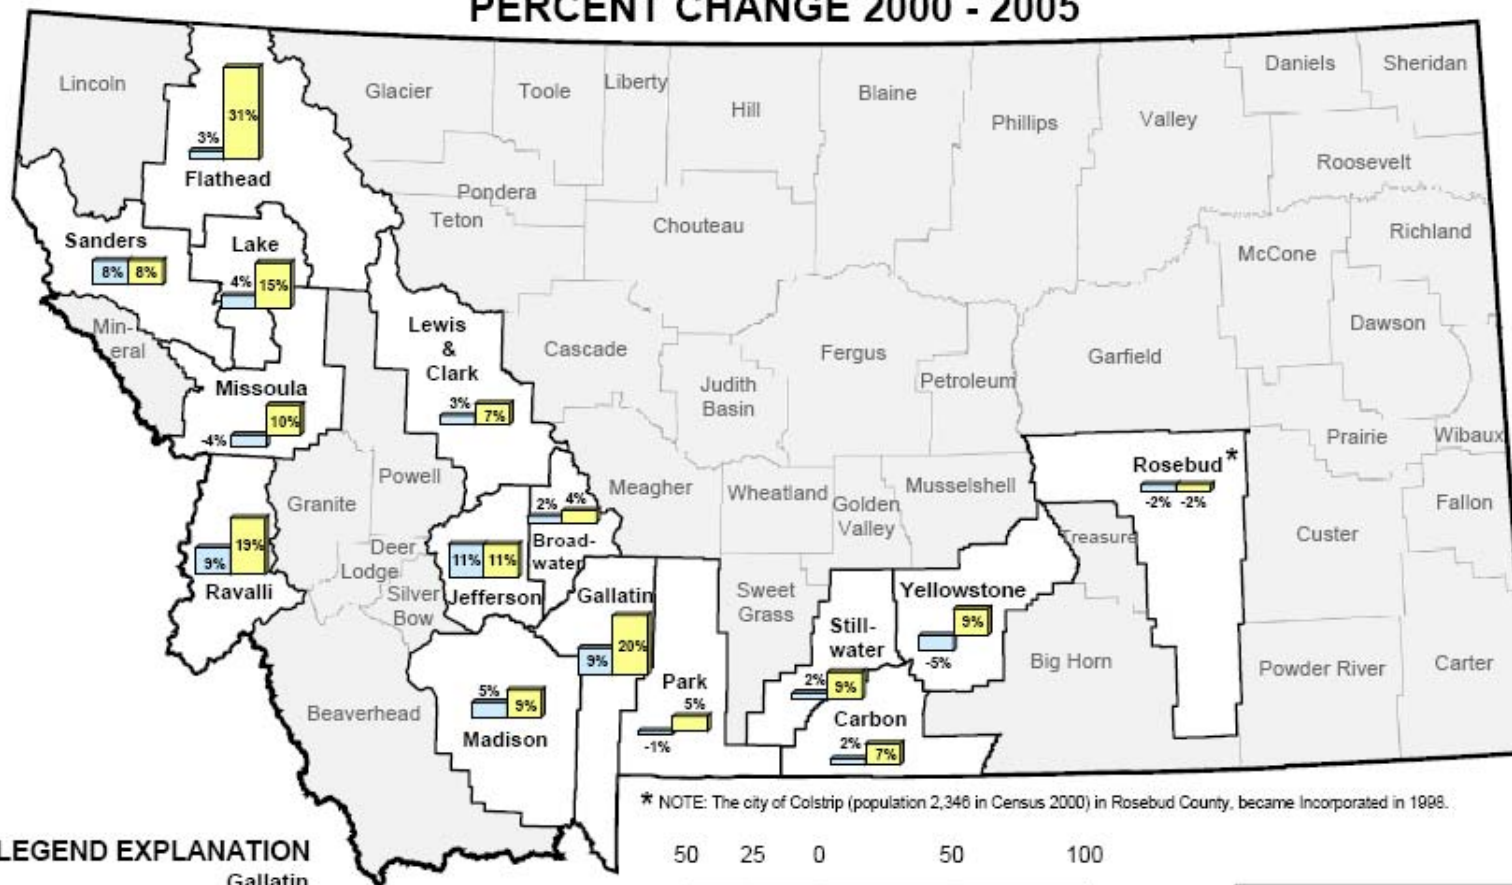 PERCENT CHANGE 2000 - 2005
Lincoln
Glacier
Toole
Liberty
Hill
Blaine
Phillips
Valley
Daniels
Sheridan
Roosevelt
31%
3%
Flathead
Pondera
Teton
Chouteau
Richland
McCone
Sanders
8% 8%
Lake
4%
15%
Min-
eral
Lewis
&
Clark
3%
7%
Cascade
Judith
Basin
Fergus
Petroleum
Garfield
Dawson
Missoula
10%
-4%
Prairie
Wibaux
Powell
Granite
Meagher
Wheatland
Golden
Valley
Musselshell
Rosebud*
-2% -2%
Custer
Fallon
Treasure
19%
9%
Ravalli
Deer
Lodge
Silver
Bow
11% 11%
Jefferson
2% 4%
Broad-
water
Gallatin
20%
9%
Sweet
Grass
Still-
water
2%
9%
Yellowstone
9%
-5%
Big Horn
Powder River
Carter
Beaverhead
5%
9%
Madison
Park
5%
-1%
Carbon
2%
7%
* NOTE: The city of Colstrip (population 2,346 in Census 2000) in Rosebud County, became Incorporated in 1998.
LEGEND EXPLANATION
Gallatin
50 25 0 50 100